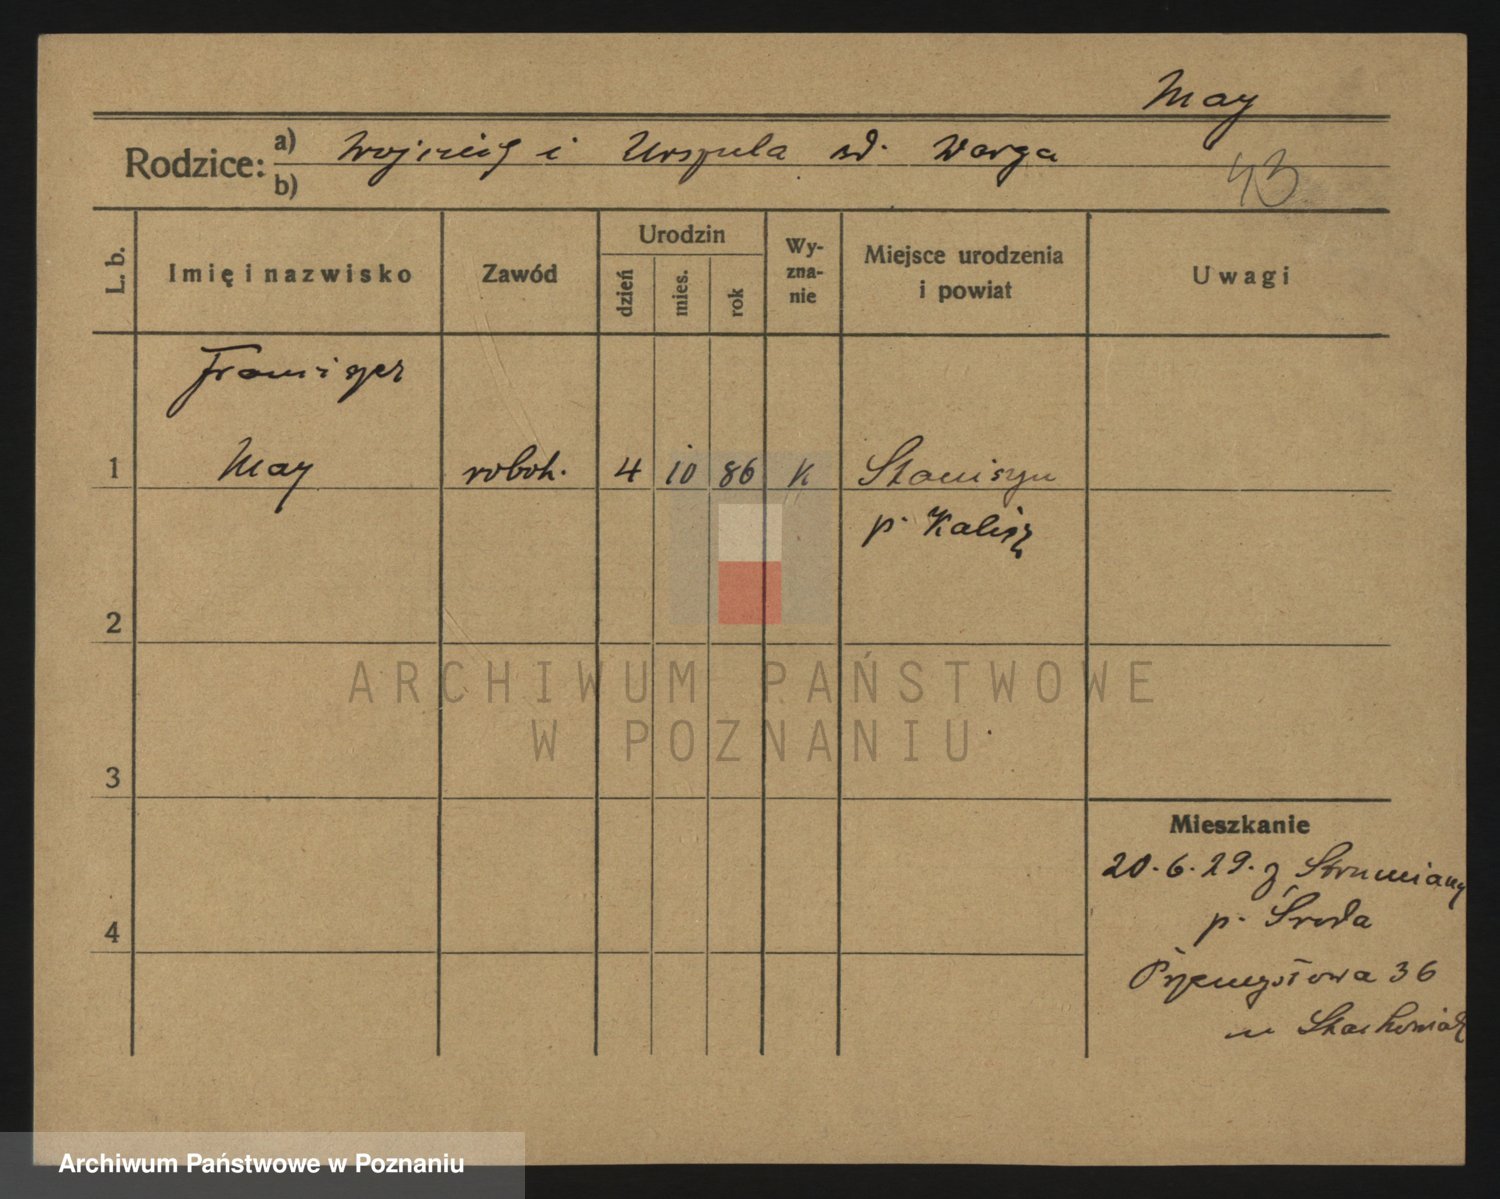 May
Rodzice: a) Wojciech i Urszula zd. Warga
b)
43
L. b.
Imię i nazwisko
Zawód
Urodzin
dzień
mies.
rok
Wy-
zna-
nie
Miejsce urodzenia
i powiat
Uwagi
Franciszek
1 May robotn. 4 10 86 K
p. Kalisz
2
3
4
Mieszkanie
20.6.29. z Strumiany
p. Środa
Przemysłowa 36
ARCHIWUM PAŃSTWOWE
W POZNANIU
Archiwum Państwowe w Poznaniu